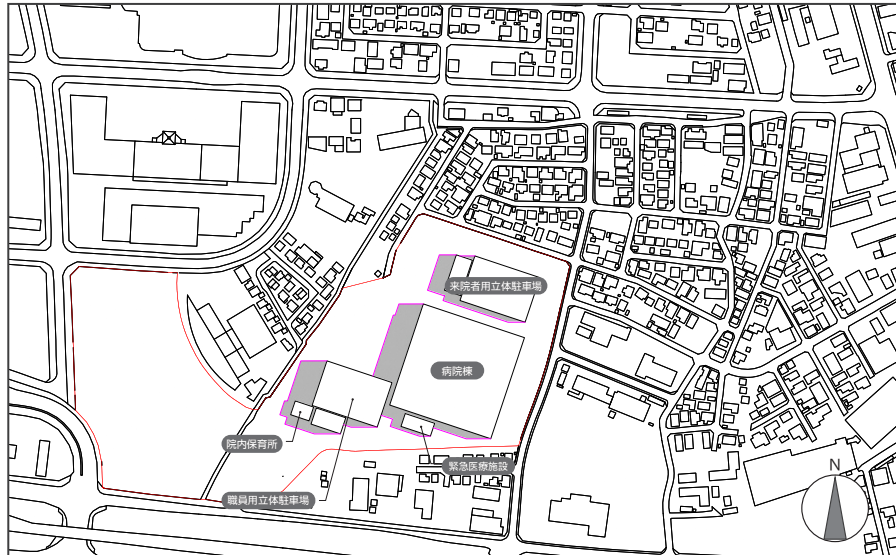 来院者用立体駐車場
病院棟
院内保育所
緊急医療施設
職員用立体駐車場
N